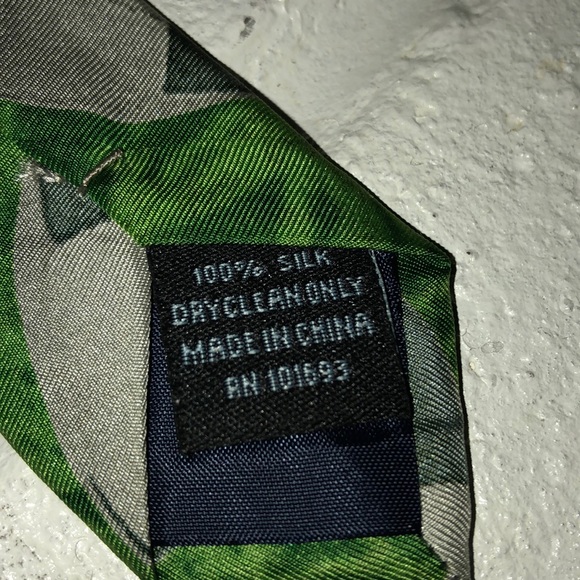 100% SILK
DRYCLEAN ONLY
MADE IN CHINA
RN 101693